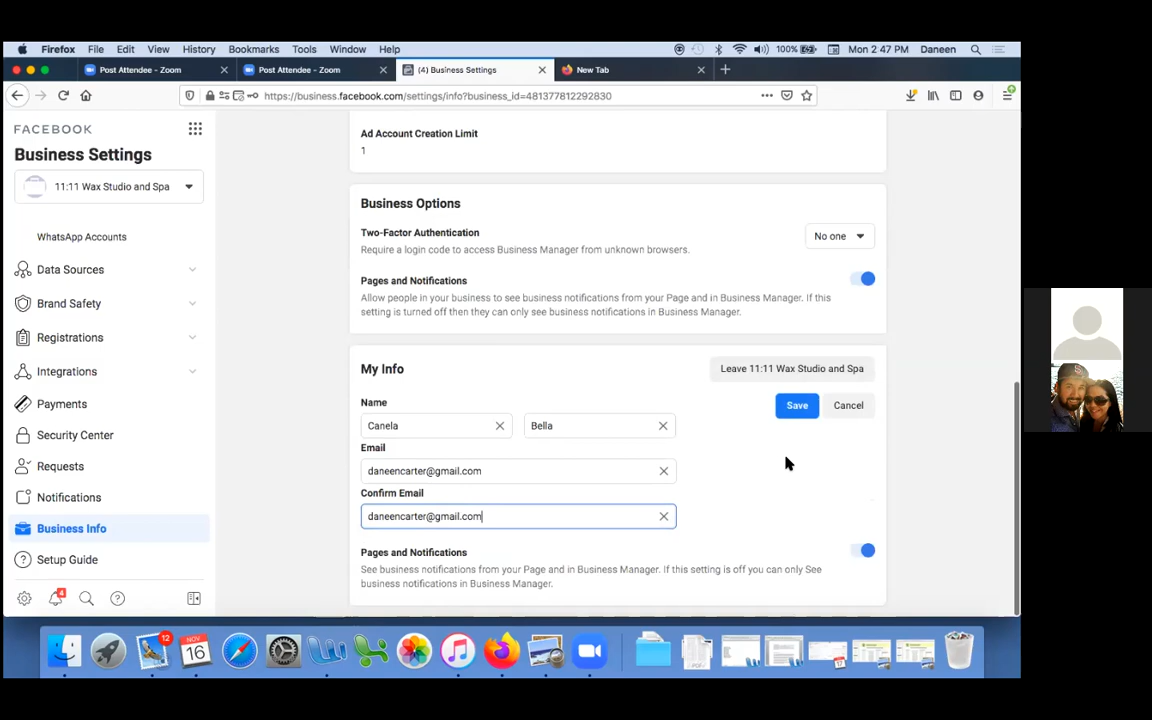 Firefox File Edit View History Bookmarks Tools Window Help 100% Mon 2:47 PM Daneen
Post Attendee - Zoom Post Attendee - Zoom (4) Business Settings New Tab
https://business.facebook.com/settings/info?business_id=481377812292830
FACEBOOK
Business Settings
11:11 Wax Studio and Spa
WhatsApp Accounts
Data Sources
Brand Safety
Registrations
Integrations
Payments
Security Center
Requests
Notifications
Business Info
Setup Guide
4
Ad Account Creation Limit
1
Business Options
Two-Factor Authentication
Require a login code to access Business Manager from unknown browsers.
No one
Pages and Notifications
Allow people in your business to see business notifications from your Page and in Business Manager. If this
setting is turned off then they can only see business notifications in Business Manager.
My Info
Leave 11:11 Wax Studio and Spa
Name
Save Cancel
Canela Bella
Email
daneencarter@gmail.com
Confirm Email
daneencarter@gmail.com
Pages and Notifications
See business notifications from your Page and in Business Manager. If this setting is off you can only See
business notifications in Business Manager.
12
NOV
16
17